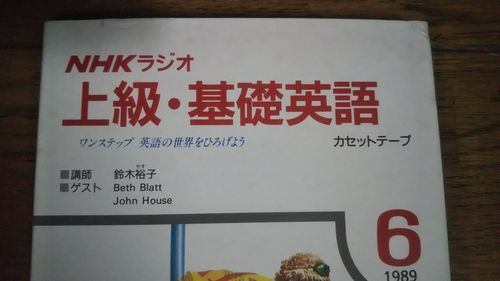 NHKラジオ
上級・基礎英語
ワンステップ 英語の世界をひろげよう
カセットテープ
■講師 鈴木裕子
やす
■ゲスト Beth Blatt
John House
6
1989